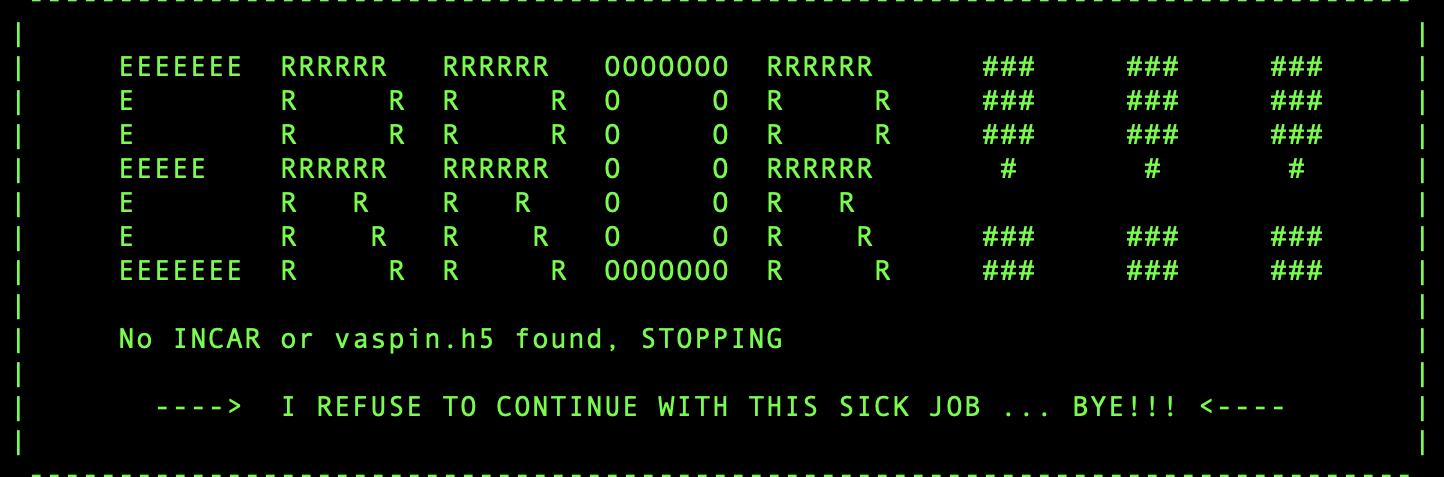 -----------------------------------------------------------------------------
|                                                                             |
|     EEEEEEE  RRRRRR   RRRRRR   OOOOOOO  RRRRRR      ###     ###     ###     |
|     E        R     R  R     R  O     O  R     R     ###     ###     ###     |
|     E        R     R  R     R  O     O  R     R     ###     ###     ###     |
|     EEEEE    RRRRRR   RRRRRR   O     O  RRRRRR       #       #       #      |
|     E        R   R    R   R    O     O  R   R                               |
|     E        R    R   R    R   O     O  R    R      ###     ###     ###     |
|     EEEEEEE  R     R  R     R  OOOOOOO  R     R     ###     ###     ###     |
|                                                                             |
|     No INCAR or vaspin.h5 found, STOPPING                                   |
|                                                                             |
|       ---->  I REFUSE TO CONTINUE WITH THIS SICK JOB ... BYE!!! <----       |
|                                                                             |
-----------------------------------------------------------------------------